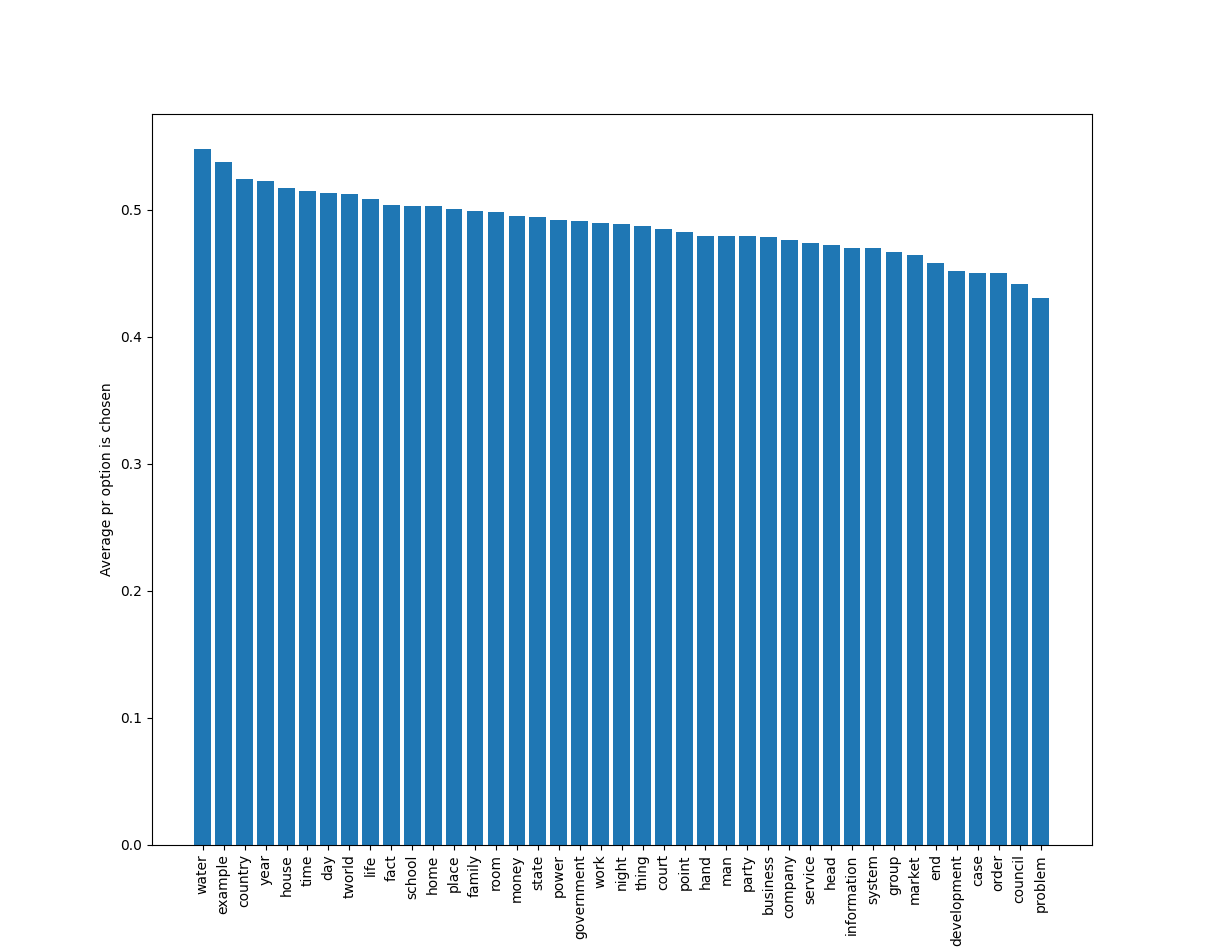 Average pr option is chosen
0.5
0.4
0.3
0.2
0.1
0.0
water
example
country
year
house
time
day
tworld
life
fact
school
home
place
family
room
money
state
power
government
work
night
thing
court
point
hand
man
party
business
company
service
head
information
system
group
market
end
development
case
order
council
problem